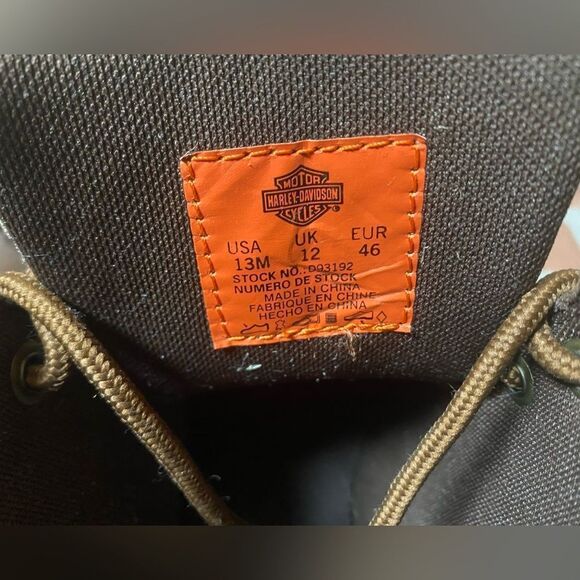 MOTOR
HARLEY-DAVIDSON
CYCLES
USA UK EUR
13M 12 46
STOCK NO.: D93192
NUMERO DE STOCK
MADE IN CHINA
FABRIQUE EN CHINE
HECHO EN CHINA